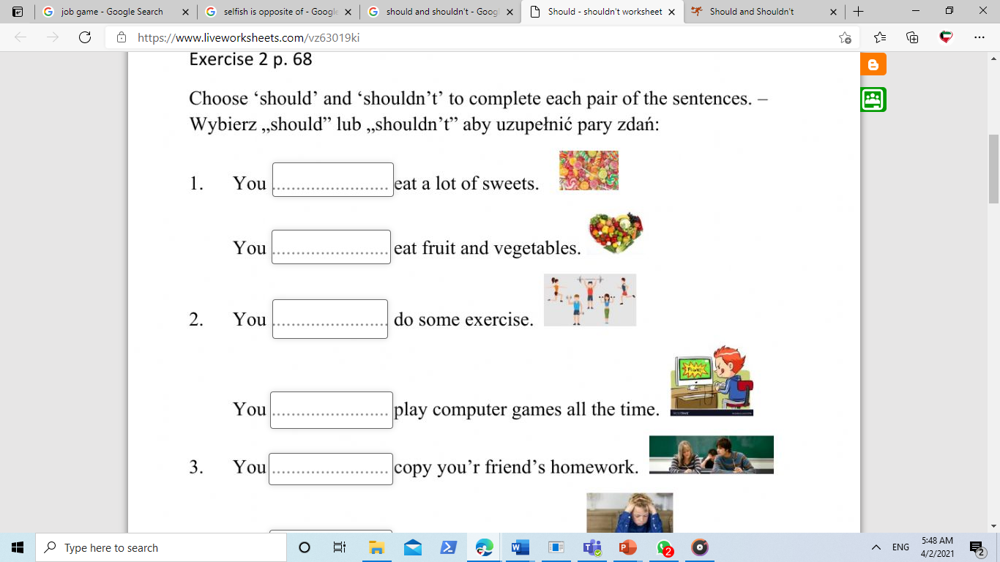 job game - Google Search
selfish is opposite of - Google
should and shouldn't - Goog
Should - shouldn't worksheet
Should and Shouldn't
https://www.liveworksheets.com/vz63019ki
Exercise 2 p. 68
Choose ‘should’ and ‘shouldn’t’ to complete each pair of the sentences. –
Wybierz „should” lub „shouldn’t” aby uzupełnić pary zdań:
1. You ........................ eat a lot of sweets.
You ........................ eat fruit and vegetables.
2. You ........................ do some exercise.
FIGHT!
You ........................ play computer games all the time.
3. You ........................ copy you’r friend’s homework.
Type here to search
2
ENG
5:48 AM
4/2/2021
2